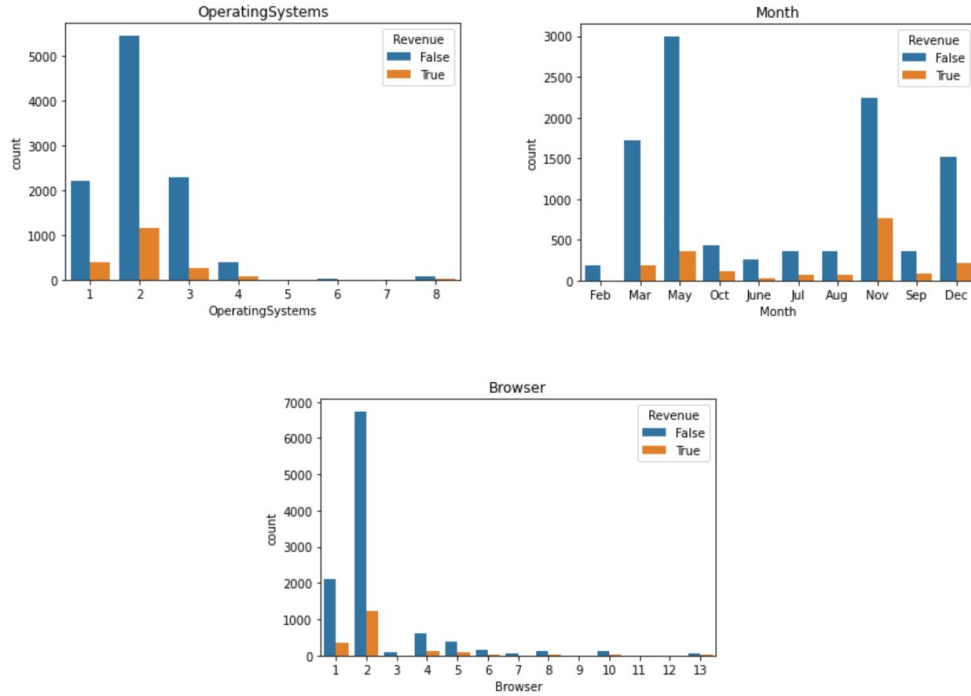 OperatingSystems
Revenue
False
True
5000
4000
3000
2000
1000
0
count
1 2 3 4 5 6 7 8
OperatingSystems
Month
Revenue
False
True
3000
2500
2000
1500
1000
500
0
count
Feb Mar May Oct June Jul Aug Nov Sep Dec
Month
Browser
Revenue
False
True
7000
6000
5000
4000
3000
2000
1000
0
count
1 2 3 4 5 6 7 8 9 10 11 12 13
Browser